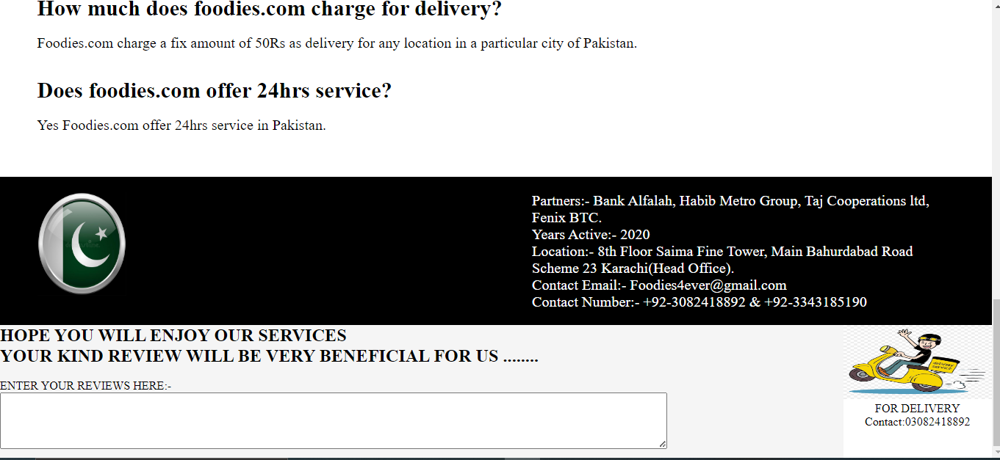 How much does foodies.com charge for delivery?
Foodies.com charge a fix amount of 50Rs as delivery for any location in a particular city of Pakistan.
Does foodies.com offer 24hrs service?
Yes Foodies.com offer 24hrs service in Pakistan.
Partners:- Bank Alfalah, Habib Metro Group, Taj Cooperations ltd,
Fenix BTC.
Years Active:- 2020
Location:- 8th Floor Saima Fine Tower, Main Bahurdabad Road
Scheme 23 Karachi(Head Office).
Contact Email:- Foodies4ever@gmail.com
Contact Number:- +92-3082418892 & +92-3343185190
HOPE YOU WILL ENJOY OUR SERVICES
YOUR KIND REVIEW WILL BE VERY BENEFICIAL FOR US ........
ENTER YOUR REVIEWS HERE:-
delivery
service
FOR DELIVERY
Contact:03082418892